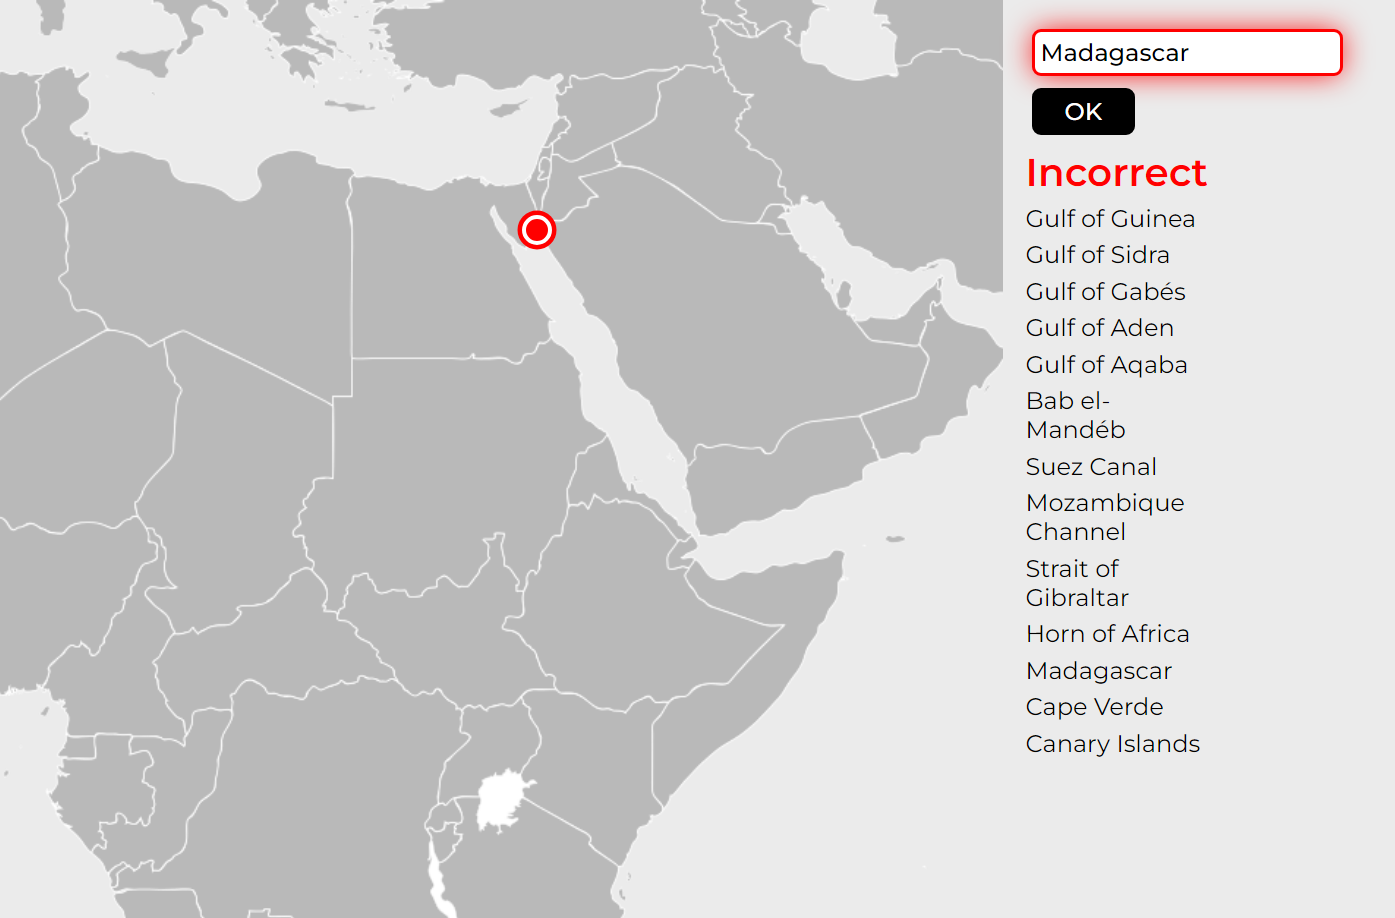 Madagascar
OK
Incorrect
Gulf of Guinea
Gulf of Sidra
Gulf of Gabés
Gulf of Aden
Gulf of Aqaba
Bab el-
Mandéb
Suez Canal
Mozambique
Channel
Strait of
Gibraltar
Horn of Africa
Madagascar
Cape Verde
Canary Islands